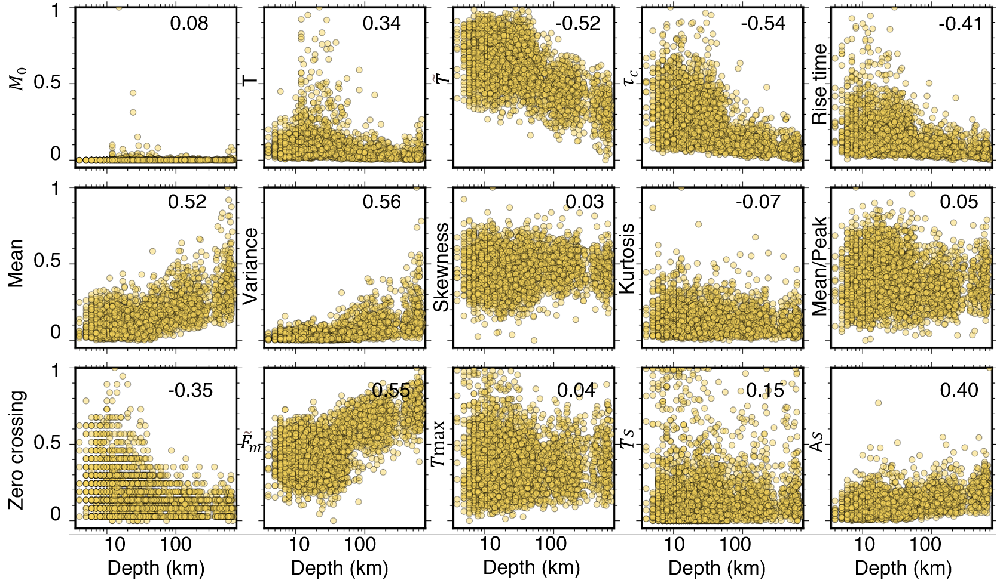 M₀ 1 0.5 0 0.08
T 0.34
T̃ -0.52
τ_c -0.54
Rise time -0.41
Mean 1 0.5 0 0.52
Variance 0.56
Skewness 0.03
Kurtosis -0.07
Mean/Peak 0.05
Zero crossing 1 0.5 0 -0.35
F̃_m 0.55
Tmax 0.04
Ts 0.15
As 0.40
10 100 10 100 10 100 10 100 10 100
Depth (km) Depth (km) Depth (km) Depth (km) Depth (km)